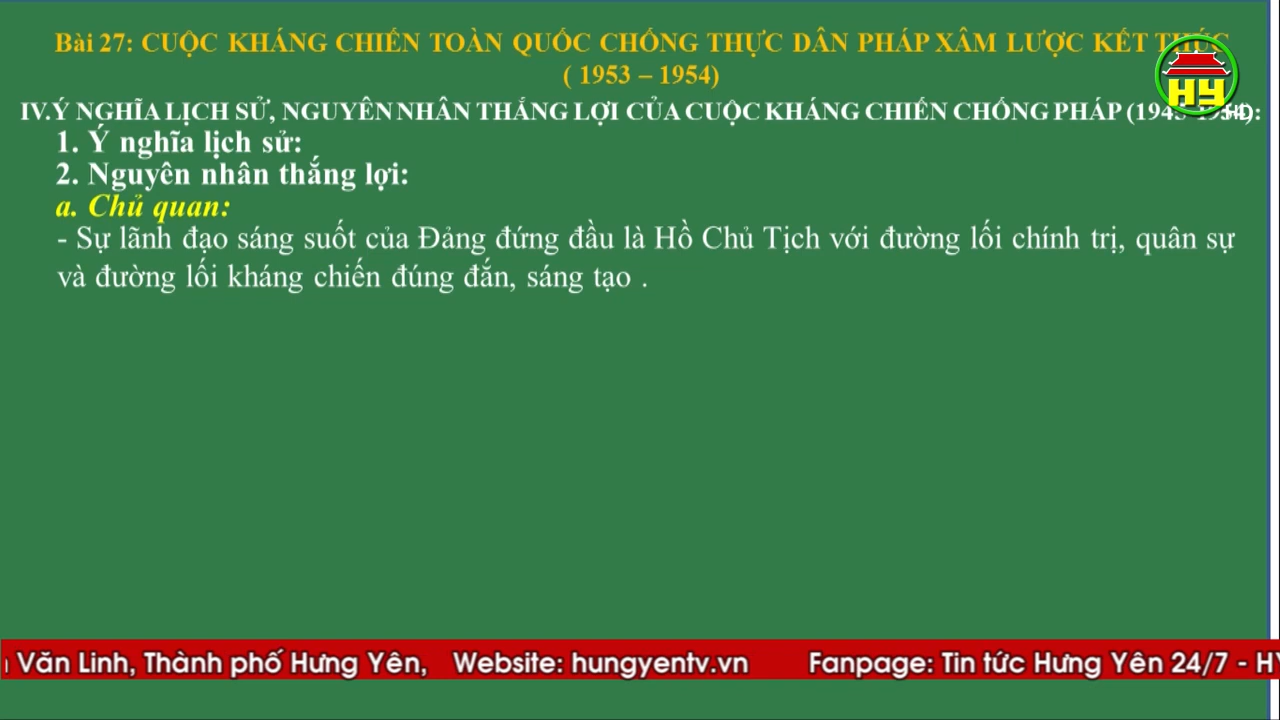 Bài 27: CUỘC KHÁNG CHIẾN TOÀN QUỐC CHỐNG THỰC DÂN PHÁP XÂM LƯỢC KẾT THÚC
( 1953 – 1954)
HY
IV.Ý NGHĨA LỊCH SỬ, NGUYÊN NHÂN THẮNG LỢI CỦA CUỘC KHÁNG CHIẾN CHỐNG PHÁP (1945-1954):
1. Ý nghĩa lịch sử:
2. Nguyên nhân thắng lợi:
a. Chủ quan:
- Sự lãnh đạo sáng suốt của Đảng đứng đầu là Hồ Chủ Tịch với đường lối chính trị, quân sự
và đường lối kháng chiến đúng đắn, sáng tạo .
Văn Linh, Thành phố Hưng Yên, Website: hungyentv.vn Fanpage: Tin tức Hưng Yên 24/7 - HY